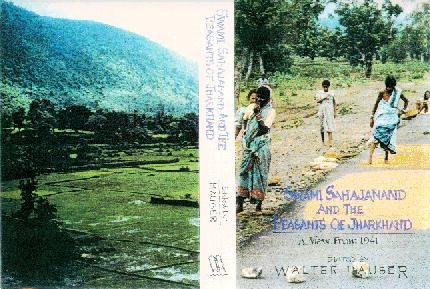 SWAMI SAHAJANAND AND THE
PEASANTS OF JHARKHAND
HAUSER
SWAMI SAHAJANAND
AND THE
PEASANTS OF JHARKHAND
A VIEW FROM 1941
EDITED BY
WALTER HAUSER